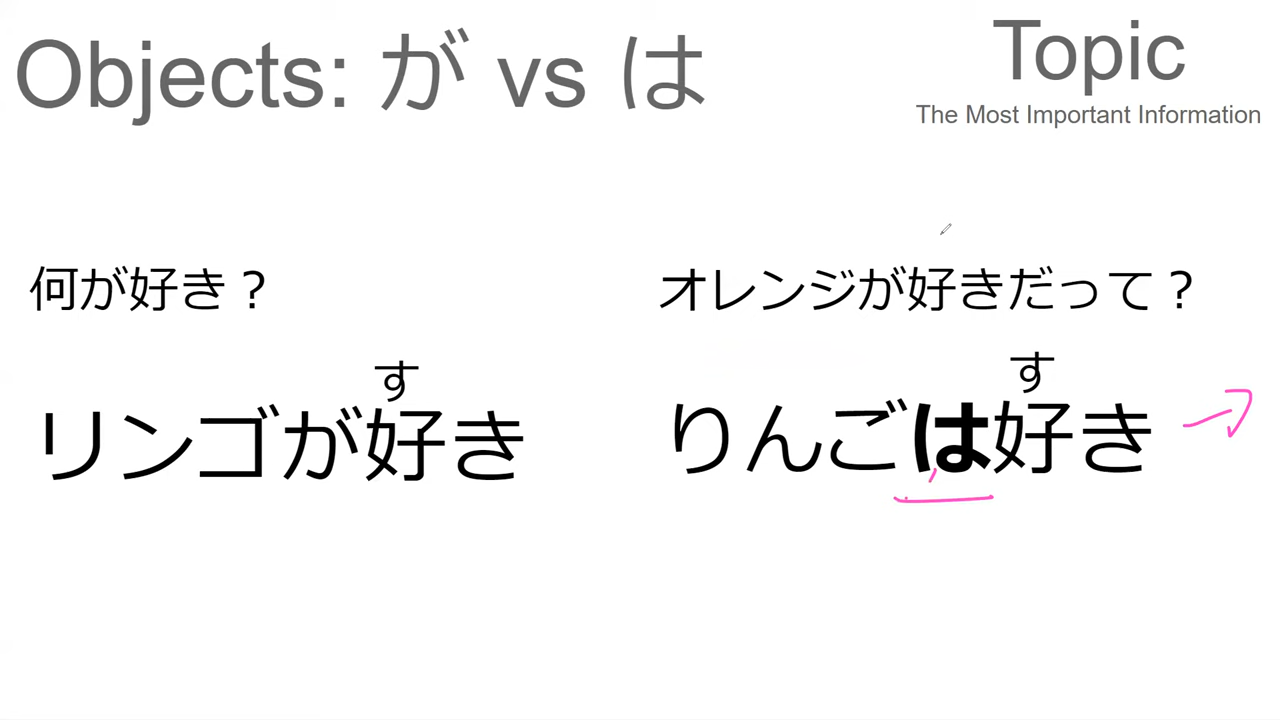 Objects: が vs は
Topic
The Most Important Information
何が好き？
す
リンゴが好き
オレンジが好きだって？
す
りんごは好き